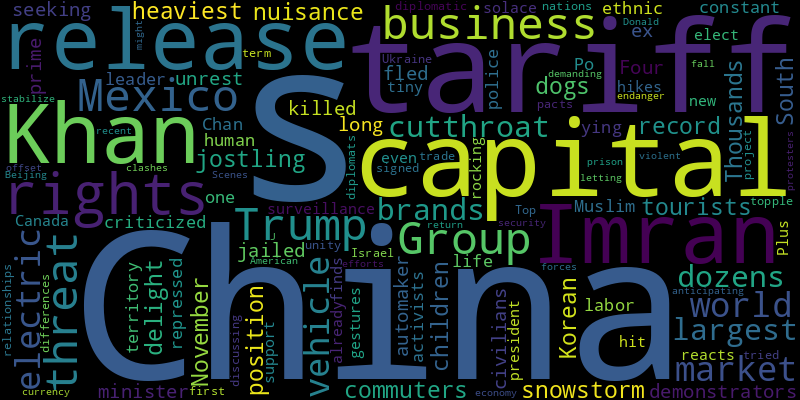 seeking heaviest nuisance diplomatic solace nations ethnic constant
release business Donald ex elect
prime might tariff
leader unrest term Ukraine fled police Po Four fall South
stabilize Mexico killed tiny demanding dogs hikes Thousands
Khan recent Chan long S pacts endanger new
human cutthroat ying record
clashes jostling diplomats even trade rocking capital project protesters
offset Beijing rights one Scenes signed prison violent
letting
Canada criticized surveillance brands Top Muslim tourists topple
Trump security Imran Plus
electric threat jailed unity Israel Group return
relationships differences territory delight repressed American efforts life forces Korean dozens
China vehicle alreadyfinds gestures automaker activists children labor anticipating
November discussing position support civilians president world
hit largest
reacts tried market
currency minister first commuters economy snowstorm demonstrators